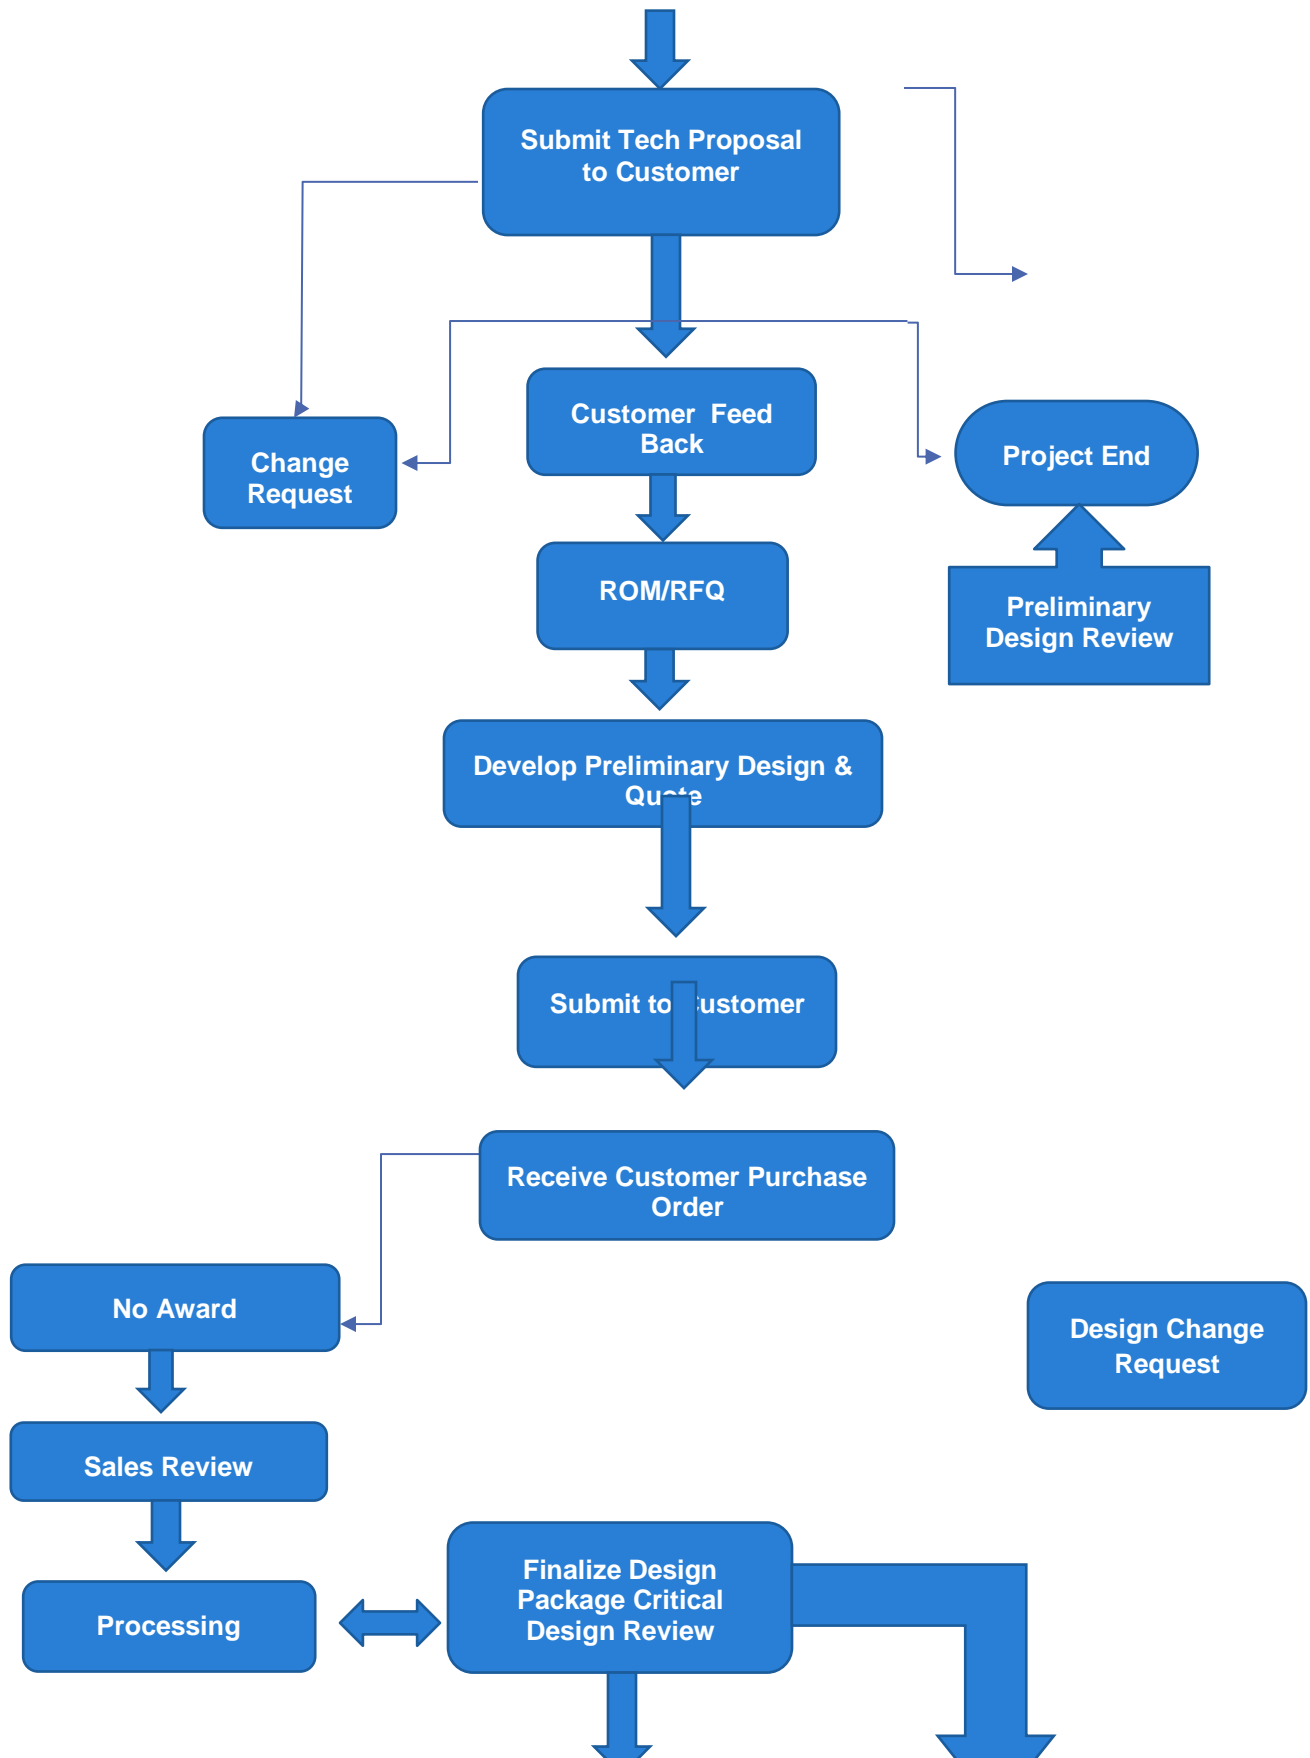 Submit Tech Proposal
to Customer
Customer  Feed
Back
Change
Request
Project End
ROM/RFQ
Preliminary
Design Review
Develop Preliminary Design &
Quote
Submit to Customer
Receive Customer Purchase
Order
No Award
Design Change
Request
Sales Review
Finalize Design
Package Critical
Design Review
Processing